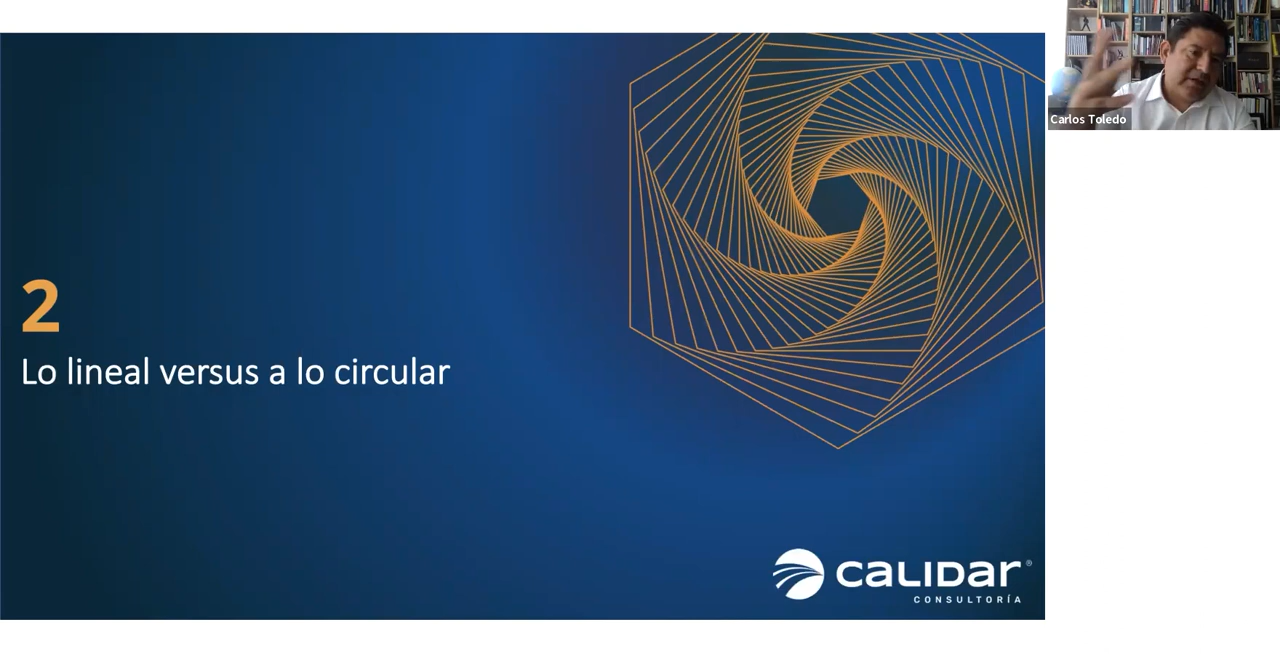 Carlos Toledo
2
Lo lineal versus a lo circular
CALIDAR®
CONSULTORÍA